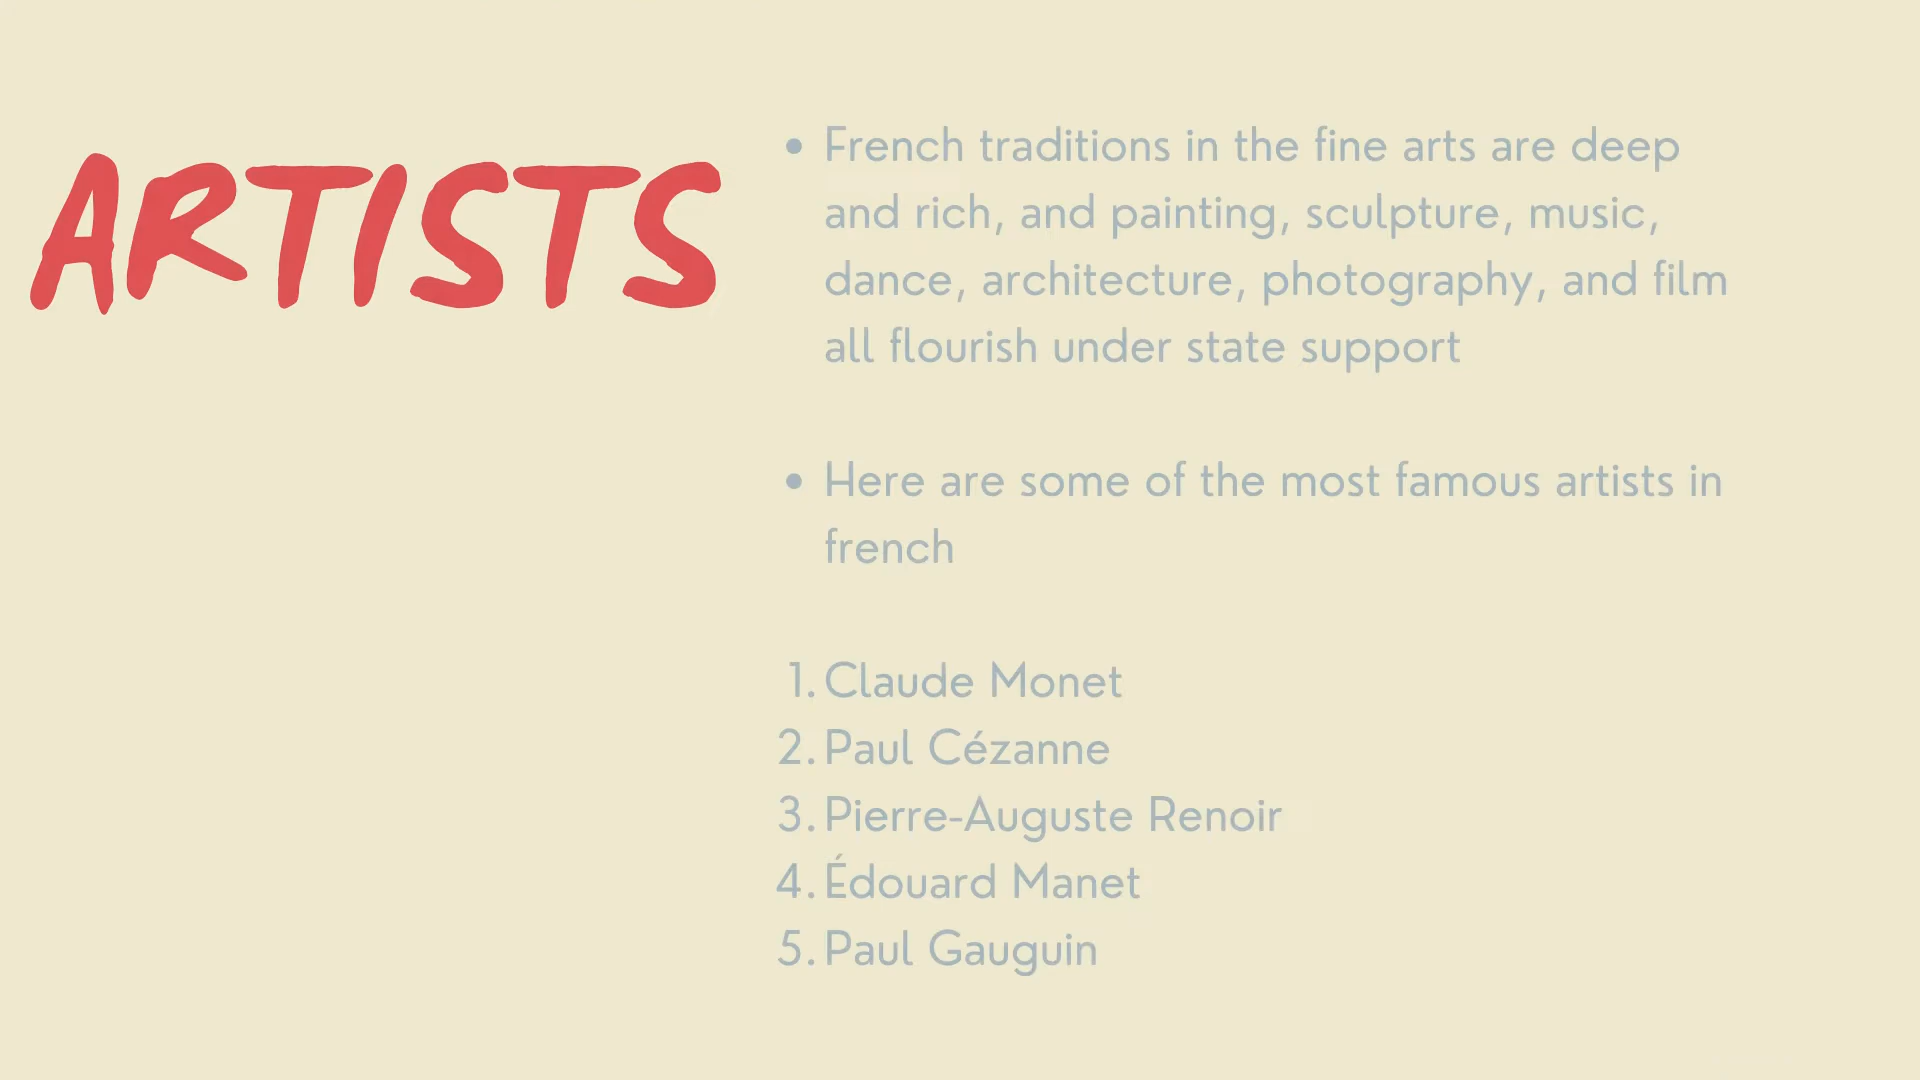 ARTISTS
• French traditions in the fine arts are deep
and rich, and painting, sculpture, music,
dance, architecture, photography, and film
all flourish under state support
• Here are some of the most famous artists in
french
1. Claude Monet
2. Paul Cézanne
3. Pierre-Auguste Renoir
4. Édouard Manet
5. Paul Gauguin